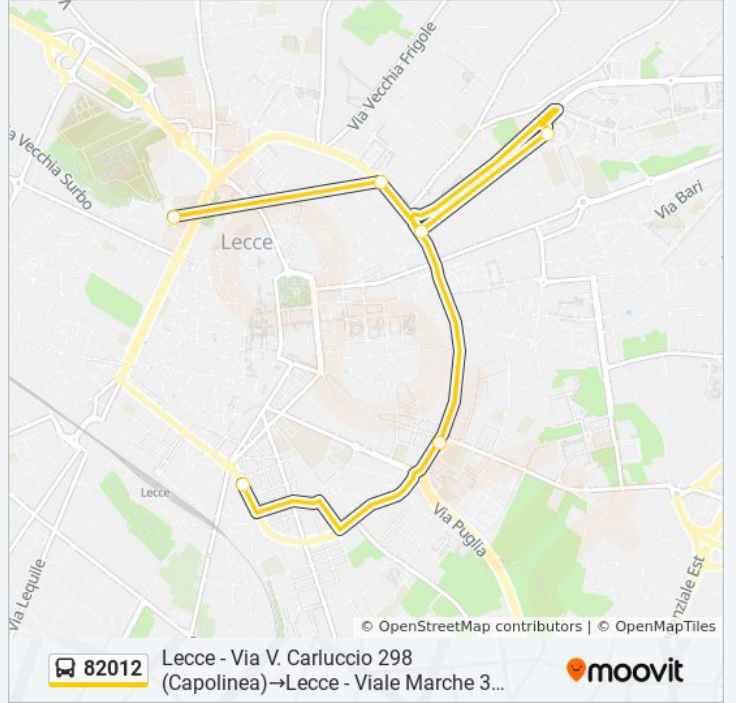 Via Vecchia Frigole
Vecchia Surbo
Via Bari
Lecce
Lecce
Via Puglia
Via Lequile
nziale Est
© OpenStreetMap contributors | © OpenMapTiles
82012
Lecce - Via V. Carluccio 298
(Capolinea)→Lecce - Viale Marche 3…
moovit